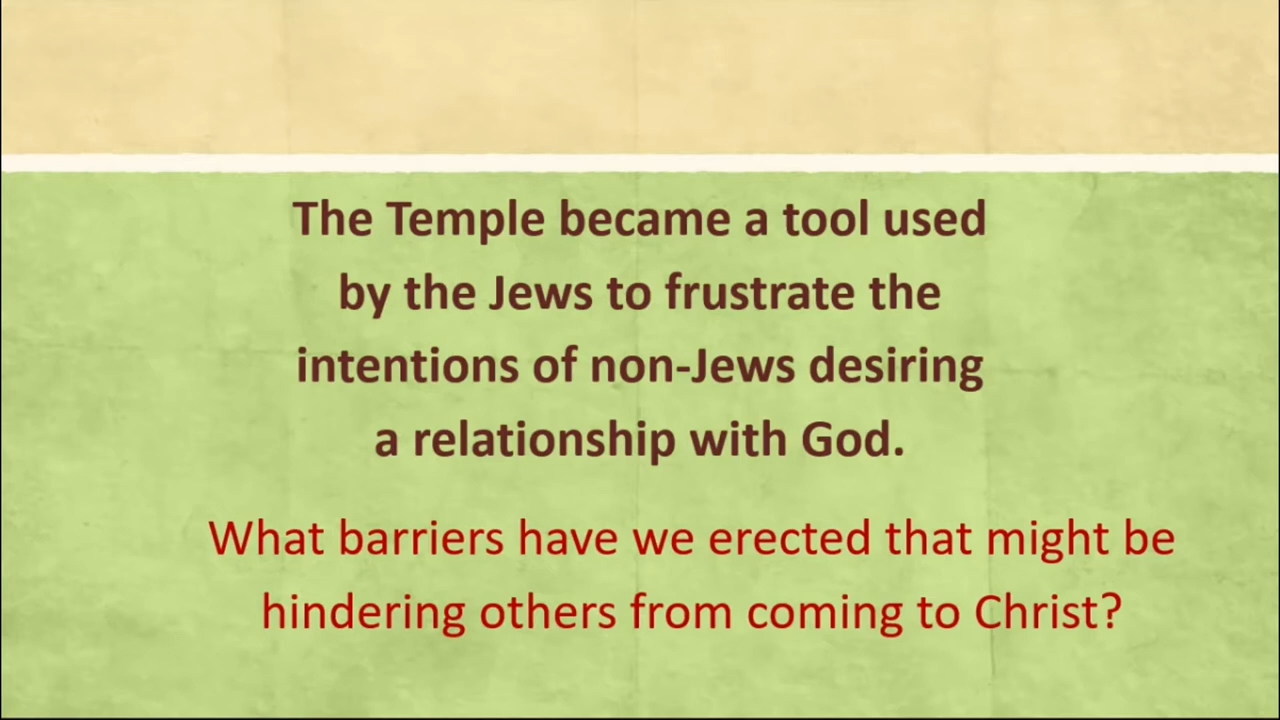 The Temple became a tool used
by the Jews to frustrate the
intentions of non-Jews desiring
a relationship with God.
What barriers have we erected that might be
hindering others from coming to Christ?